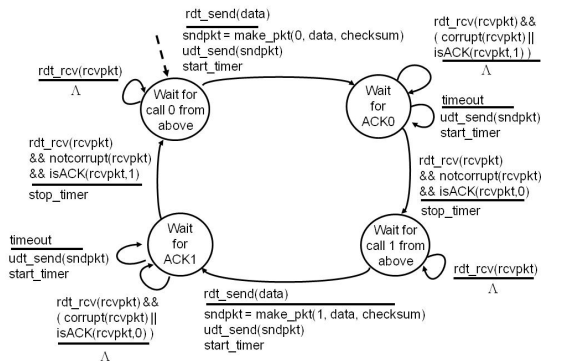 rdt_send(data)
sndpkt = make_pkt(0, data, checksum)
udt_send(sndpkt)
start_timer
rdt_rcv(rcvpkt) &&
( corrupt(rcvpkt) ||
isACK(rcvpkt,1) )
Λ
rdt_rcv(rcvpkt)
Λ
Wait for
call 0 from
above
Wait
for
ACK0
timeout
udt_send(sndpkt)
start_timer
rdt_rcv(rcvpkt)
&& notcorrupt(rcvpkt)
&& isACK(rcvpkt,1)
stop_timer
rdt_rcv(rcvpkt)
&& notcorrupt(rcvpkt)
&& isACK(rcvpkt,0)
stop_timer
timeout
udt_send(sndpkt)
start_timer
Wait
for
ACK1
Wait for
call 1 from
above
rdt_rcv(rcvpkt)
Λ
rdt_rcv(rcvpkt) &&
( corrupt(rcvpkt) ||
isACK(rcvpkt,0) )
Λ
rdt_send(data)
sndpkt = make_pkt(1, data, checksum)
udt_send(sndpkt)
start_timer